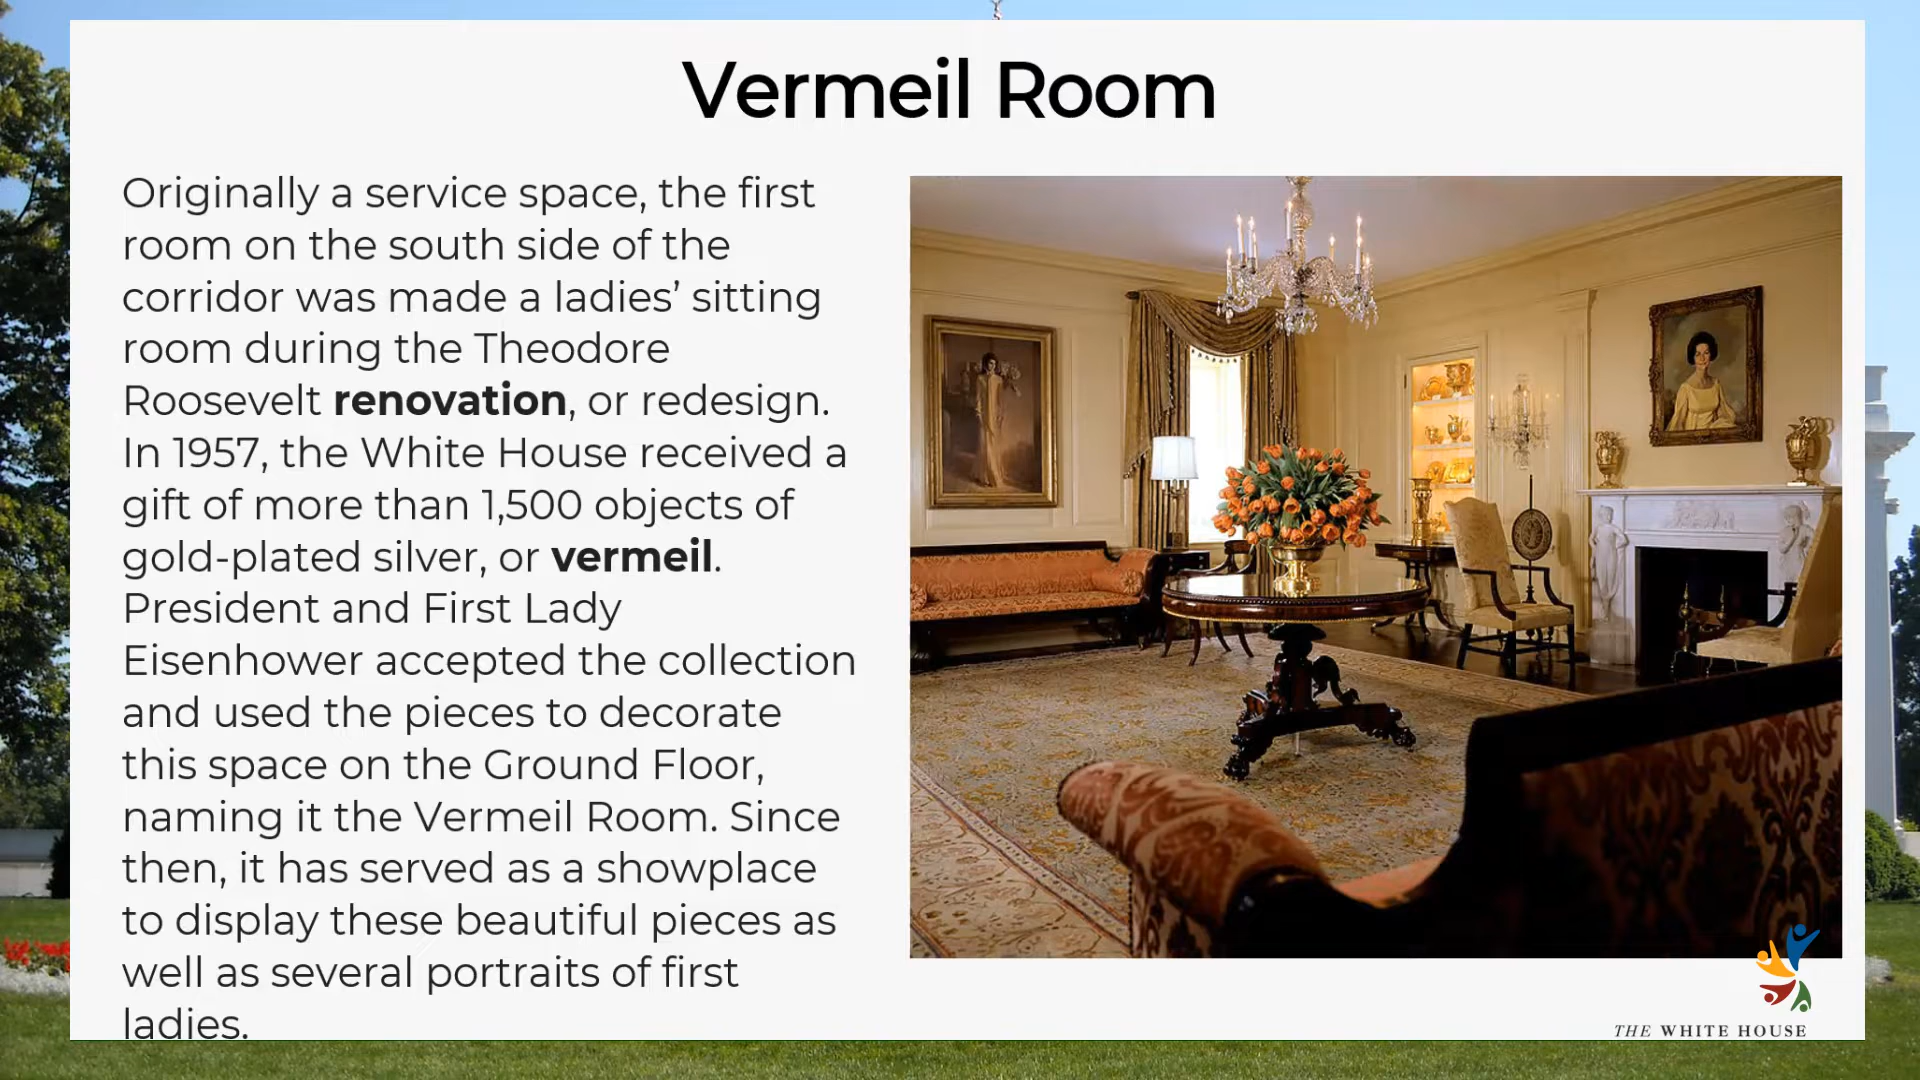 Vermeil Room
Originally a service space, the first
room on the south side of the
corridor was made a ladies’ sitting
room during the Theodore
Roosevelt renovation, or redesign.
In 1957, the White House received a
gift of more than 1,500 objects of
gold-plated silver, or vermeil.
President and First Lady
Eisenhower accepted the collection
and used the pieces to decorate
this space on the Ground Floor,
naming it the Vermeil Room. Since
then, it has served as a showplace
to display these beautiful pieces as
well as several portraits of first
ladies.
THE WHITE HOUSE